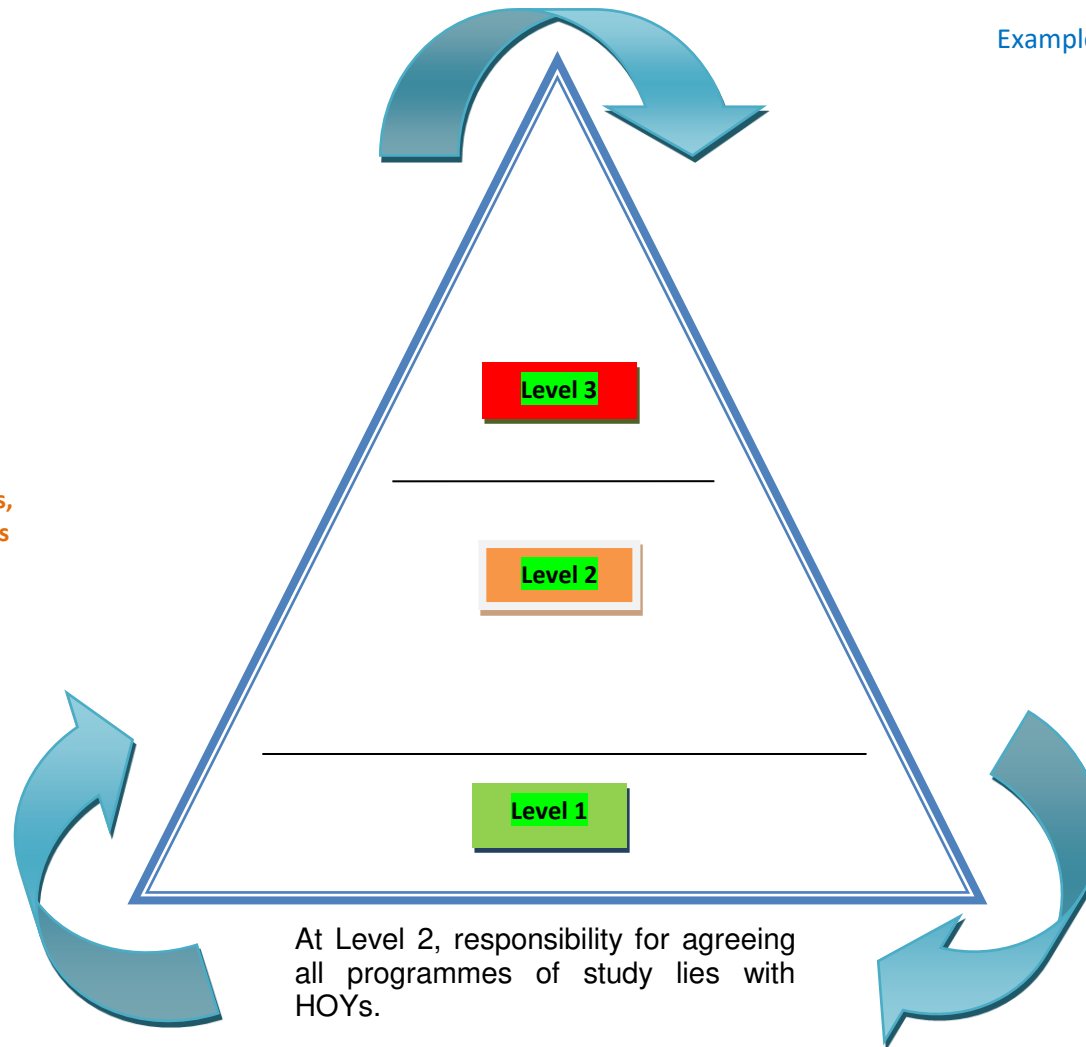 Example
Level 3
s,
s
Level 2
Level 1
At Level 2, responsibility for agreeing
all programmes of study lies with
HOYs.